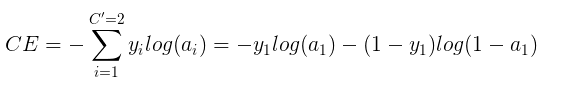 CE = -\sum_{i=1}^{C'=2} y_i log(a_i) = -y_1 log(a_1) - (1 - y_1)log(1 - a_1)